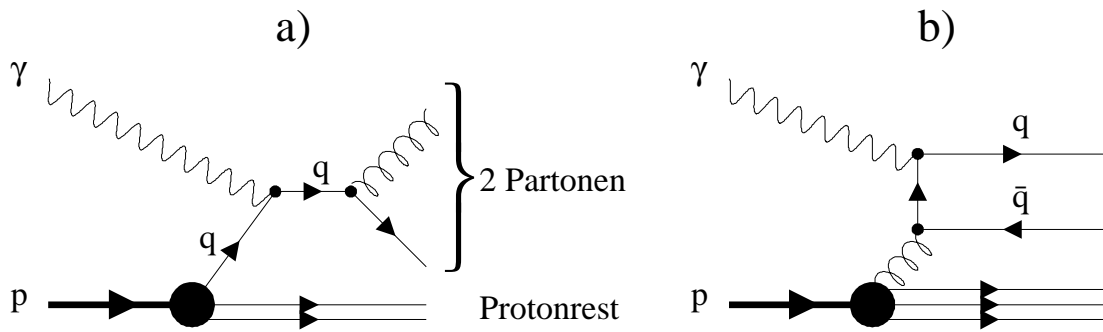 a)
γ
q
q
2 Partonen
p
Protonrest
b)
γ
q
q̄
p